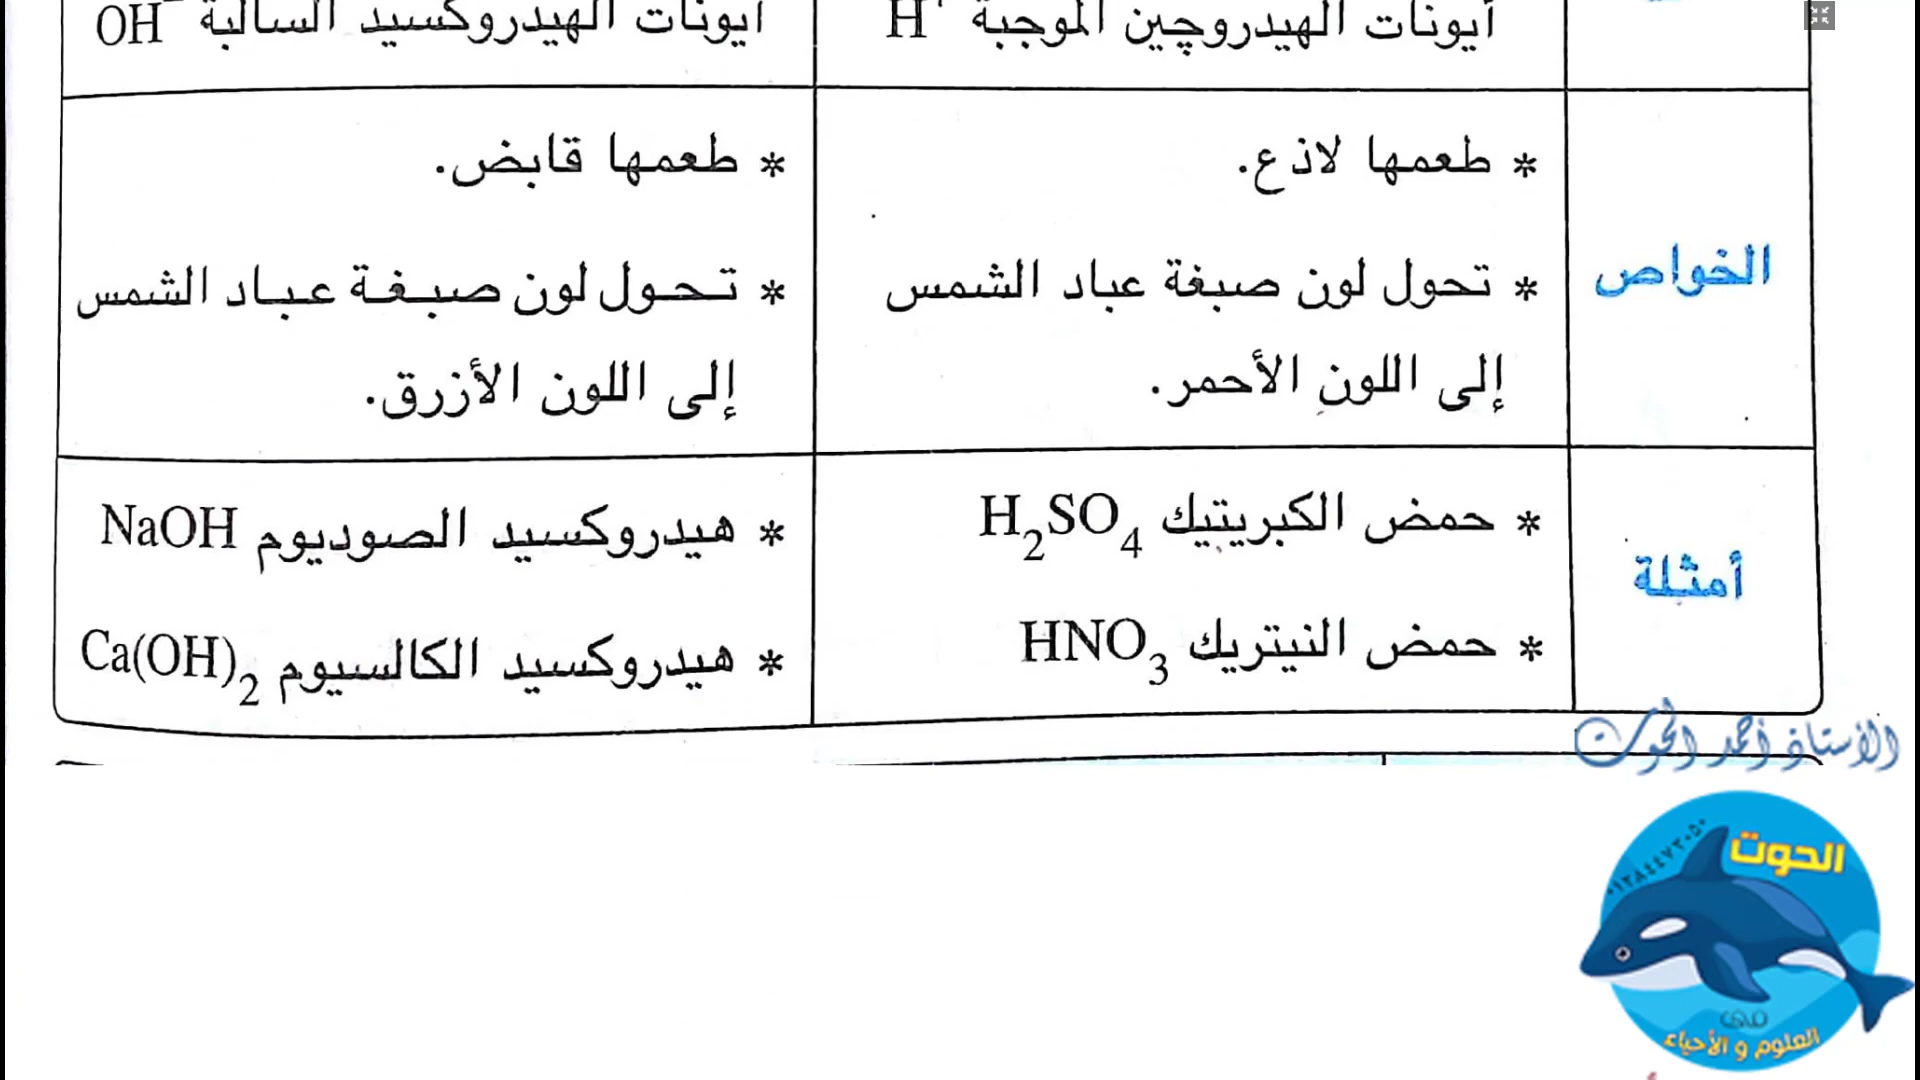 أيونات الهيدروچين الموجبة H⁺
أيونات الهيدروكسيد السالبة OH⁻
الخواص
* طعمها لاذع.
* تحول لون صبغة عباد الشمس
إلى اللون الأحمر.
* طعمها قابض.
* تحول لون صبغة عباد الشمس
إلى اللون الأزرق.
أمثلة
* حمض الكبريتيك H₂SO₄
* حمض النيتريك HNO₃
* هيدروكسيد الصوديوم NaOH
* هيدروكسيد الكالسيوم Ca(OH)₂
الأستاذ أحمد الحوت
الحوت
العلوم و الأحياء